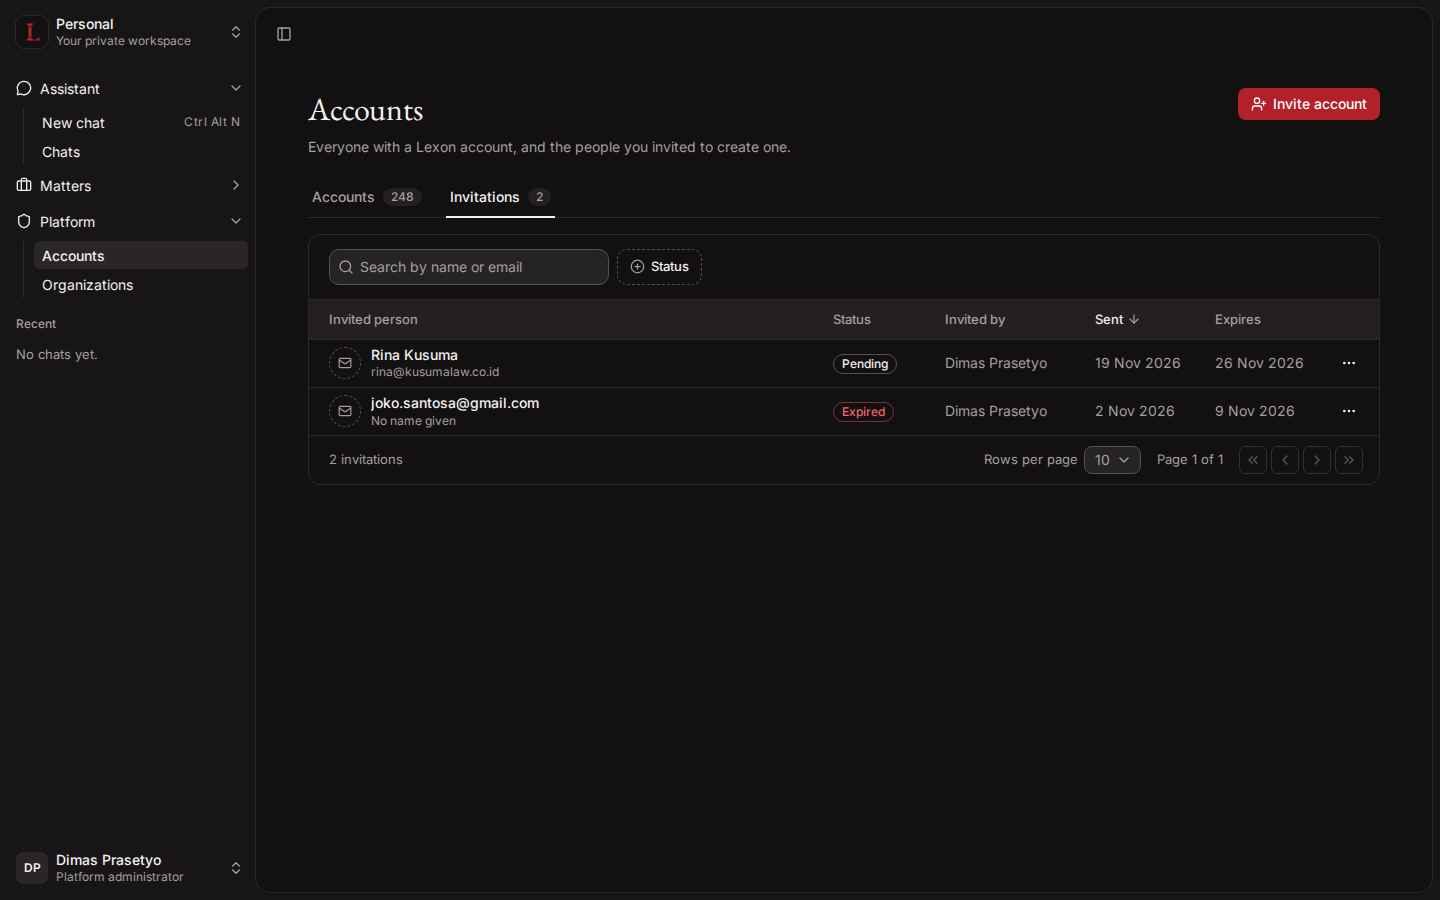 L
Personal
Your private workspace
Assistant
New chat Ctrl Alt N
Chats
Matters
Platform
Accounts
Organizations
Recent
No chats yet.
DP
Dimas Prasetyo
Platform administrator
Accounts
Invite account
Everyone with a Lexon account, and the people you invited to create one.
Accounts 248 Invitations 2
Search by name or email
Status
Invited person Status Invited by Sent Expires
Rina Kusuma
rina@kusumalaw.co.id
Pending Dimas Prasetyo 19 Nov 2026 26 Nov 2026
joko.santosa@gmail.com
No name given
Expired Dimas Prasetyo 2 Nov 2026 9 Nov 2026
2 invitations Rows per page 10 Page 1 of 1